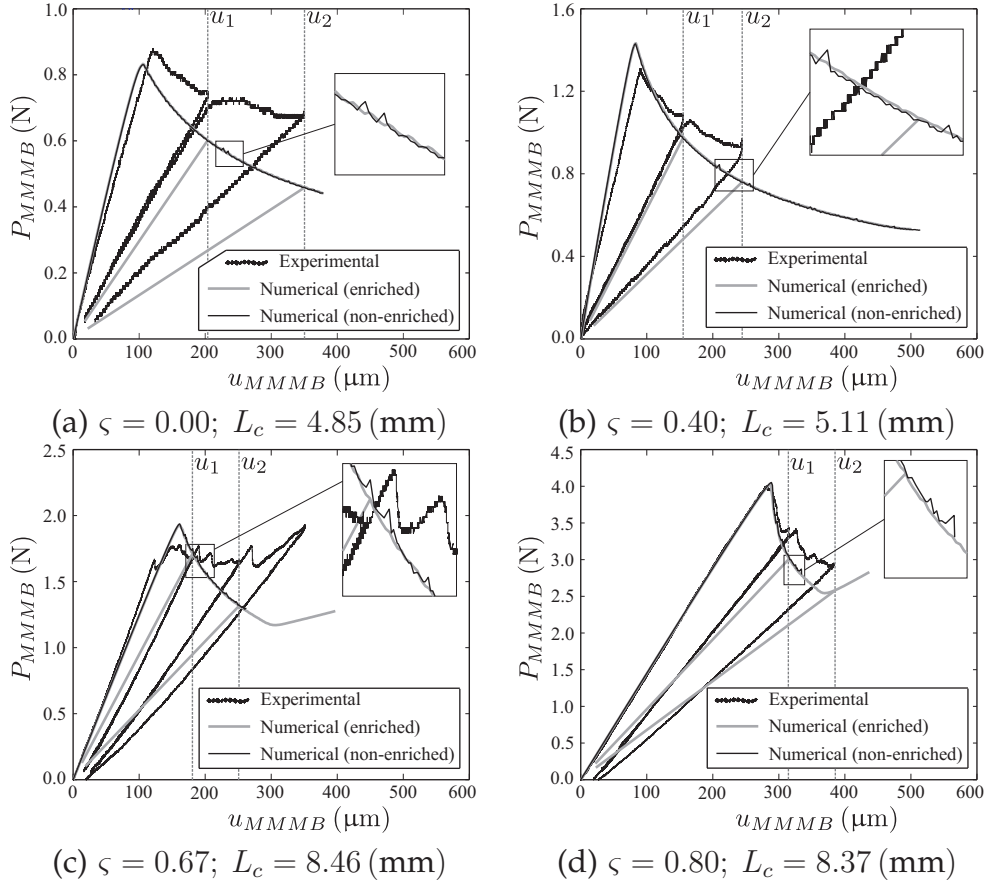 1.0
0.8
0.6
0.4
0.2
0.0
P_{MMMB} (N)
u_1
u_2
Experimental
Numerical (enriched)
Numerical (non-enriched)
0 100 200 300 400 500 600
u_{MMMB} (µm)
(a) ς = 0.00; L_c = 4.85 (mm)
1.6
1.2
0.8
0.4
0.0
P_{MMMB} (N)
u_1
u_2
Experimental
Numerical (enriched)
Numerical (non-enriched)
0 100 200 300 400 500 600
u_{MMMB} (µm)
(b) ς = 0.40; L_c = 5.11 (mm)
2.5
2.0
1.5
1.0
0.5
0.0
P_{MMMB} (N)
u_1
u_2
Experimental
Numerical (enriched)
Numerical (non-enriched)
0 100 200 300 400 500 600
u_{MMMB} (µm)
(c) ς = 0.67; L_c = 8.46 (mm)
4.5
4.0
3.5
3.0
2.5
2.0
1.5
1.0
0.5
0.0
P_{MMMB} (N)
u_1
u_2
Experimental
Numerical (enriched)
Numerical (non-enriched)
0 100 200 300 400 500 600
u_{MMMB} (µm)
(d) ς = 0.80; L_c = 8.37 (mm)